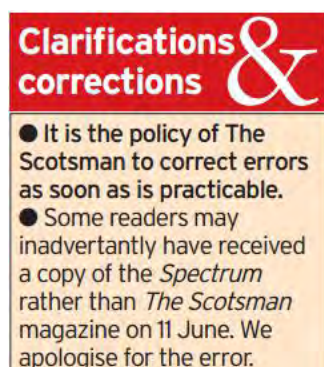 Clarifications &
corrections
● It is the policy of The
Scotsman to correct errors
as soon as is practicable.
● Some readers may
inadvertantly have received
a copy of the Spectrum
rather than The Scotsman
magazine on 11 June. We
apologise for the error.